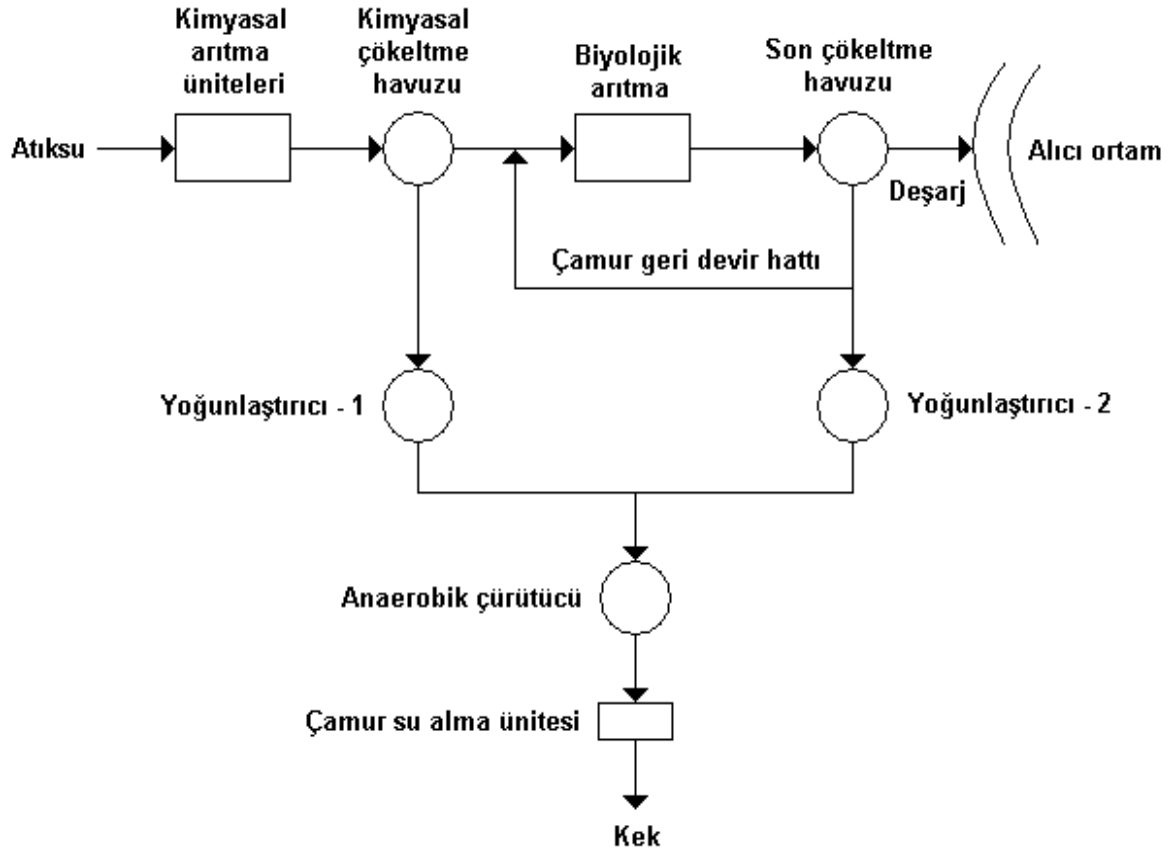 Kimyasal
arıtma
üniteleri
Kimyasal
çökeltme
havuzu
Biyolojik
arıtma
Son çökeltme
havuzu
Atıksu
Alıcı ortam
Deşarj
Çamur geri devir hattı
Yoğunlaştırıcı - 1
Yoğunlaştırıcı - 2
Anaerobik çürütücü
Çamur su alma ünitesi
Kek